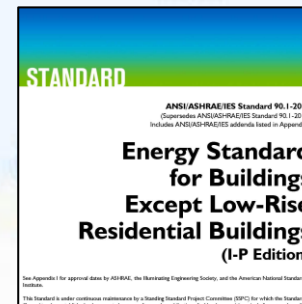 STANDARD
ANSI/ASHRAE/IES Standard 90.1-20
(Supersedes ANSI/ASHRAE/IES Standard 90.1-20
Includes ANSI/ASHRAE/IES addenda listed in Append
Energy Standard
for Buildings
Except Low-Rise
Residential Buildings
(I-P Edition
See Appendix I for approval dates by ASHRAE, the Illuminating Engineering Society, and the American National Standar
Institute.
This Standard is under continuous maintenance by a Standing Standard Project Committee (SSPC) for which the Standar